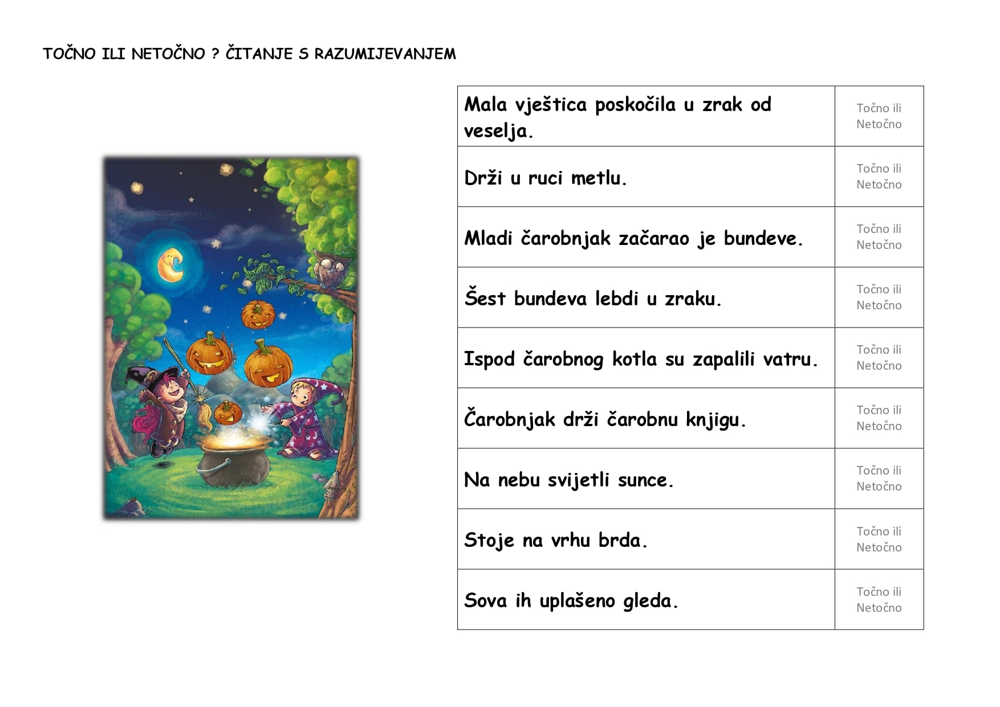 TOČNO ILI NETOČNO ? ČITANJE S RAZUMIJEVANJEM
Mala vještica poskočila u zrak od
veselja.
Točno ili
Netočno
Drži u ruci metlu.
Točno ili
Netočno
Mladi čarobnjak začarao je bundeve.
Točno ili
Netočno
Šest bundeva lebdi u zraku.
Točno ili
Netočno
Ispod čarobnog kotla su zapalili vatru.
Točno ili
Netočno
Čarobnjak drži čarobnu knjigu.
Točno ili
Netočno
Na nebu svijetli sunce.
Točno ili
Netočno
Stoje na vrhu brda.
Točno ili
Netočno
Sova ih uplašeno gleda.
Točno ili
Netočno